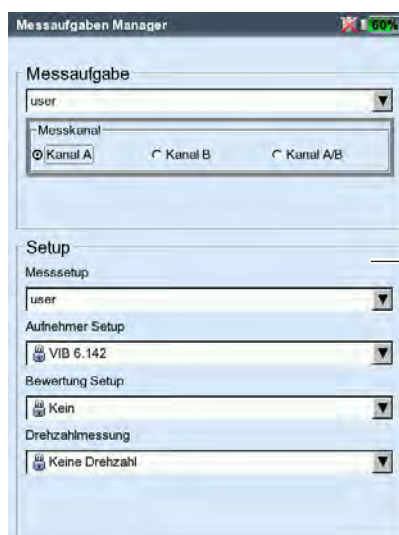 Messaufgaben Manager 60%
Messaufgabe
user
Messkanal
Kanal A Kanal B Kanal A/B
Setup
Messsetup
user
Aufnehmer Setup
VIB 6.142
Bewertung Setup
Kein
Drehzahlmessung
Keine Drehzahl